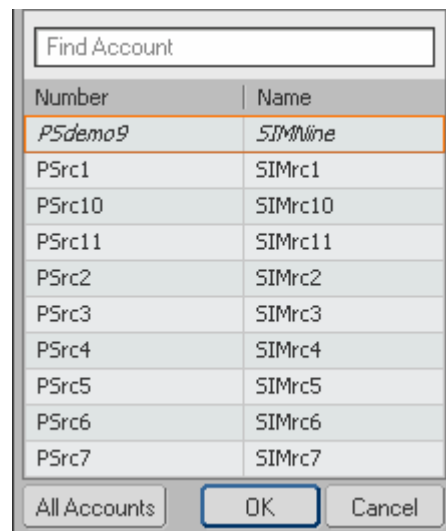 Find Account
Number Name
PSdemo9 SIMNine
PSrc1 SIMrc1
PSrc10 SIMrc10
PSrc11 SIMrc11
PSrc2 SIMrc2
PSrc3 SIMrc3
PSrc4 SIMrc4
PSrc5 SIMrc5
PSrc6 SIMrc6
PSrc7 SIMrc7
All Accounts OK Cancel